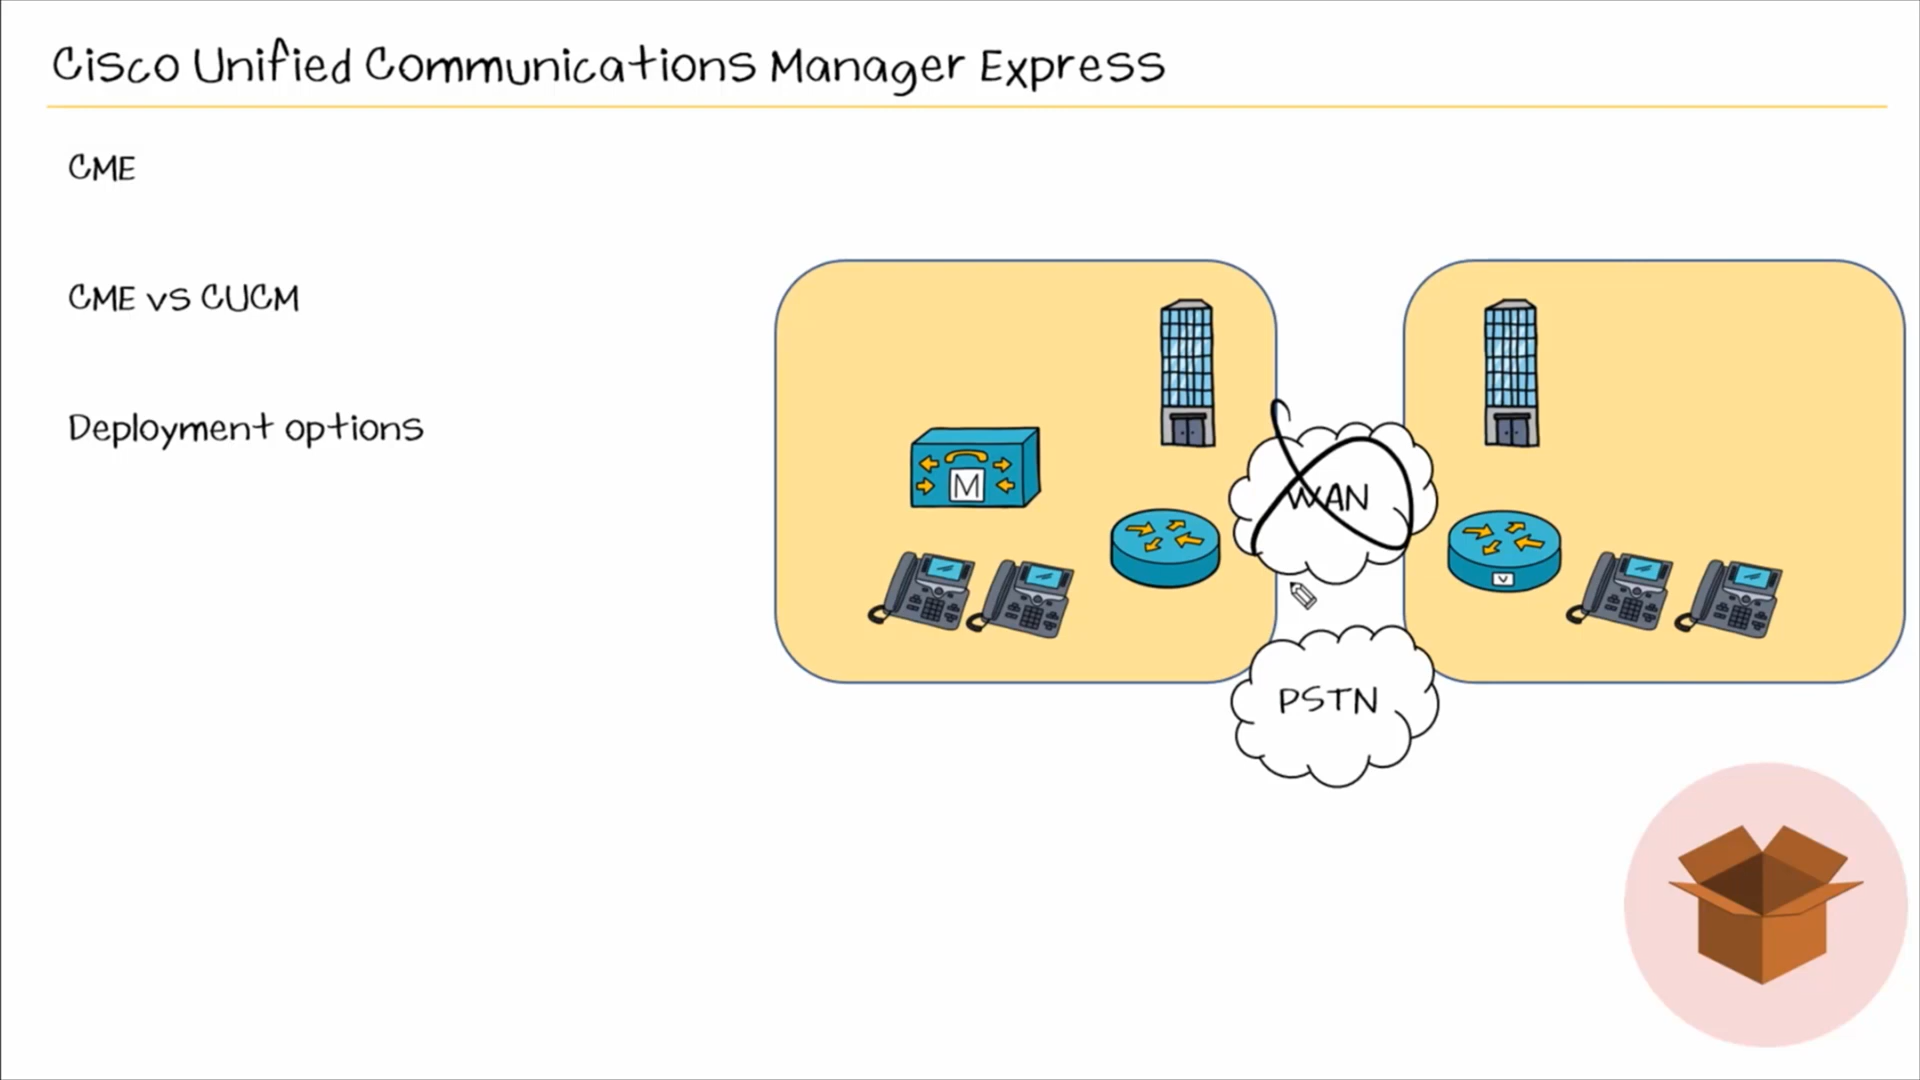 Cisco Unified Communications Manager Express
CME
CME vs CUCM
Deployment options
M
WAN
V
PSTN